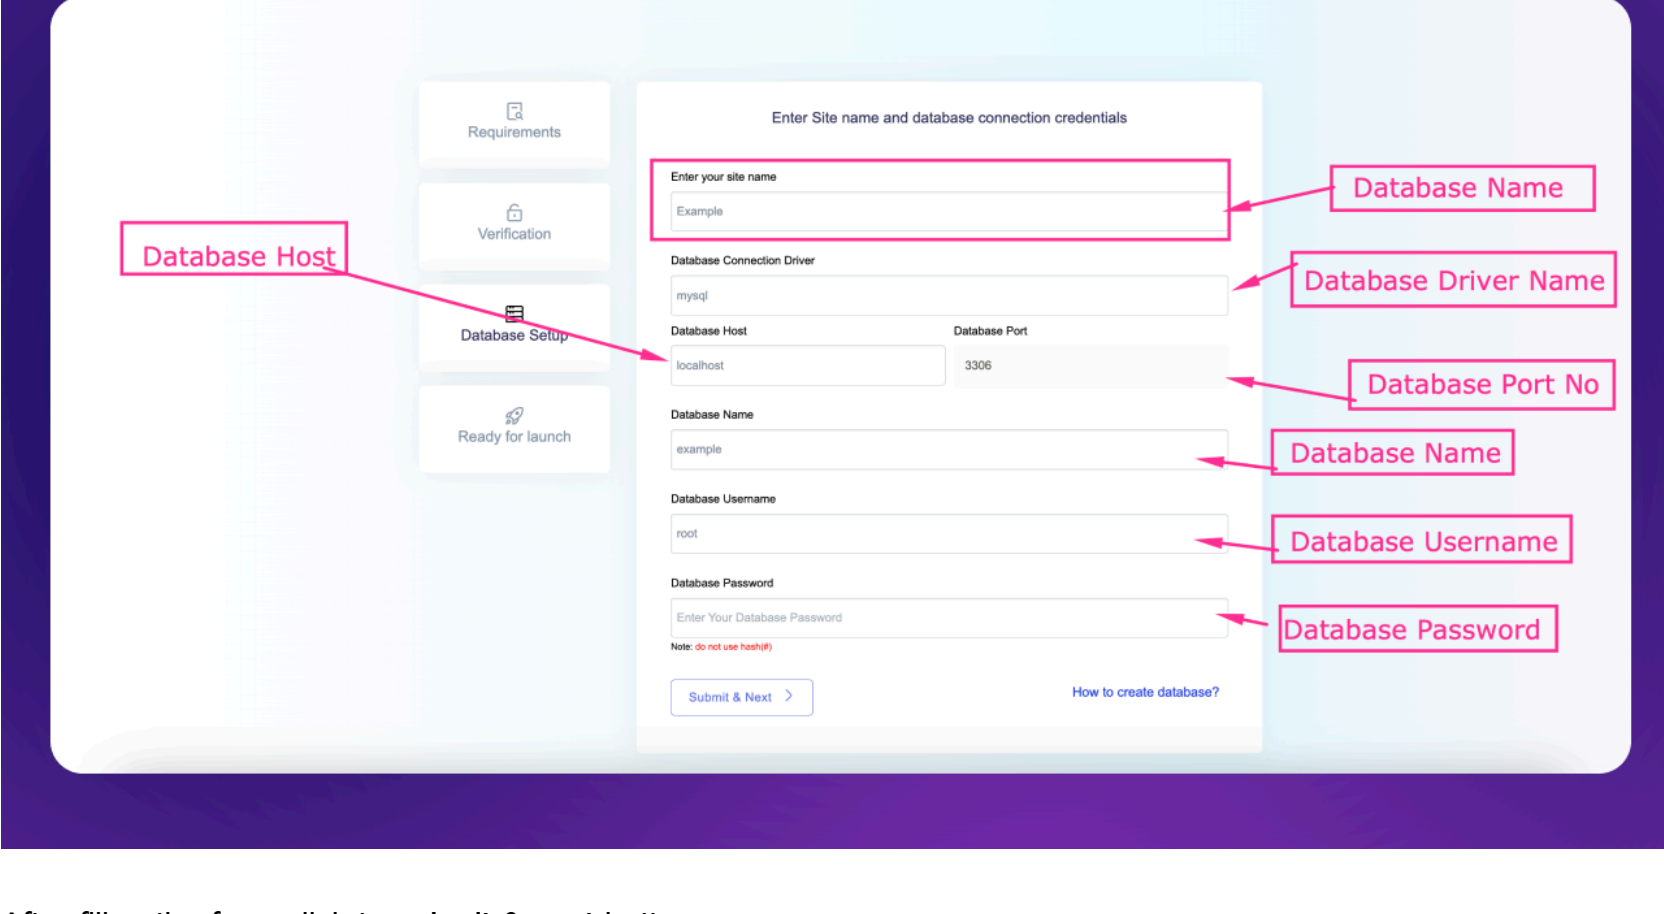 Requirements
Verification
Database Setup
Ready for launch
Database Host
Enter Site name and database connection credentials
Enter your site name
Example
Database Name
Database Connection Driver
mysql
Database Driver Name
Database Host
Database Port
localhost
3306
Database Port No
Database Name
example
Database Name
Database Username
root
Database Username
Database Password
Enter Your Database Password
Database Password
Note: do not use hash(#)
Submit & Next
How to create database?